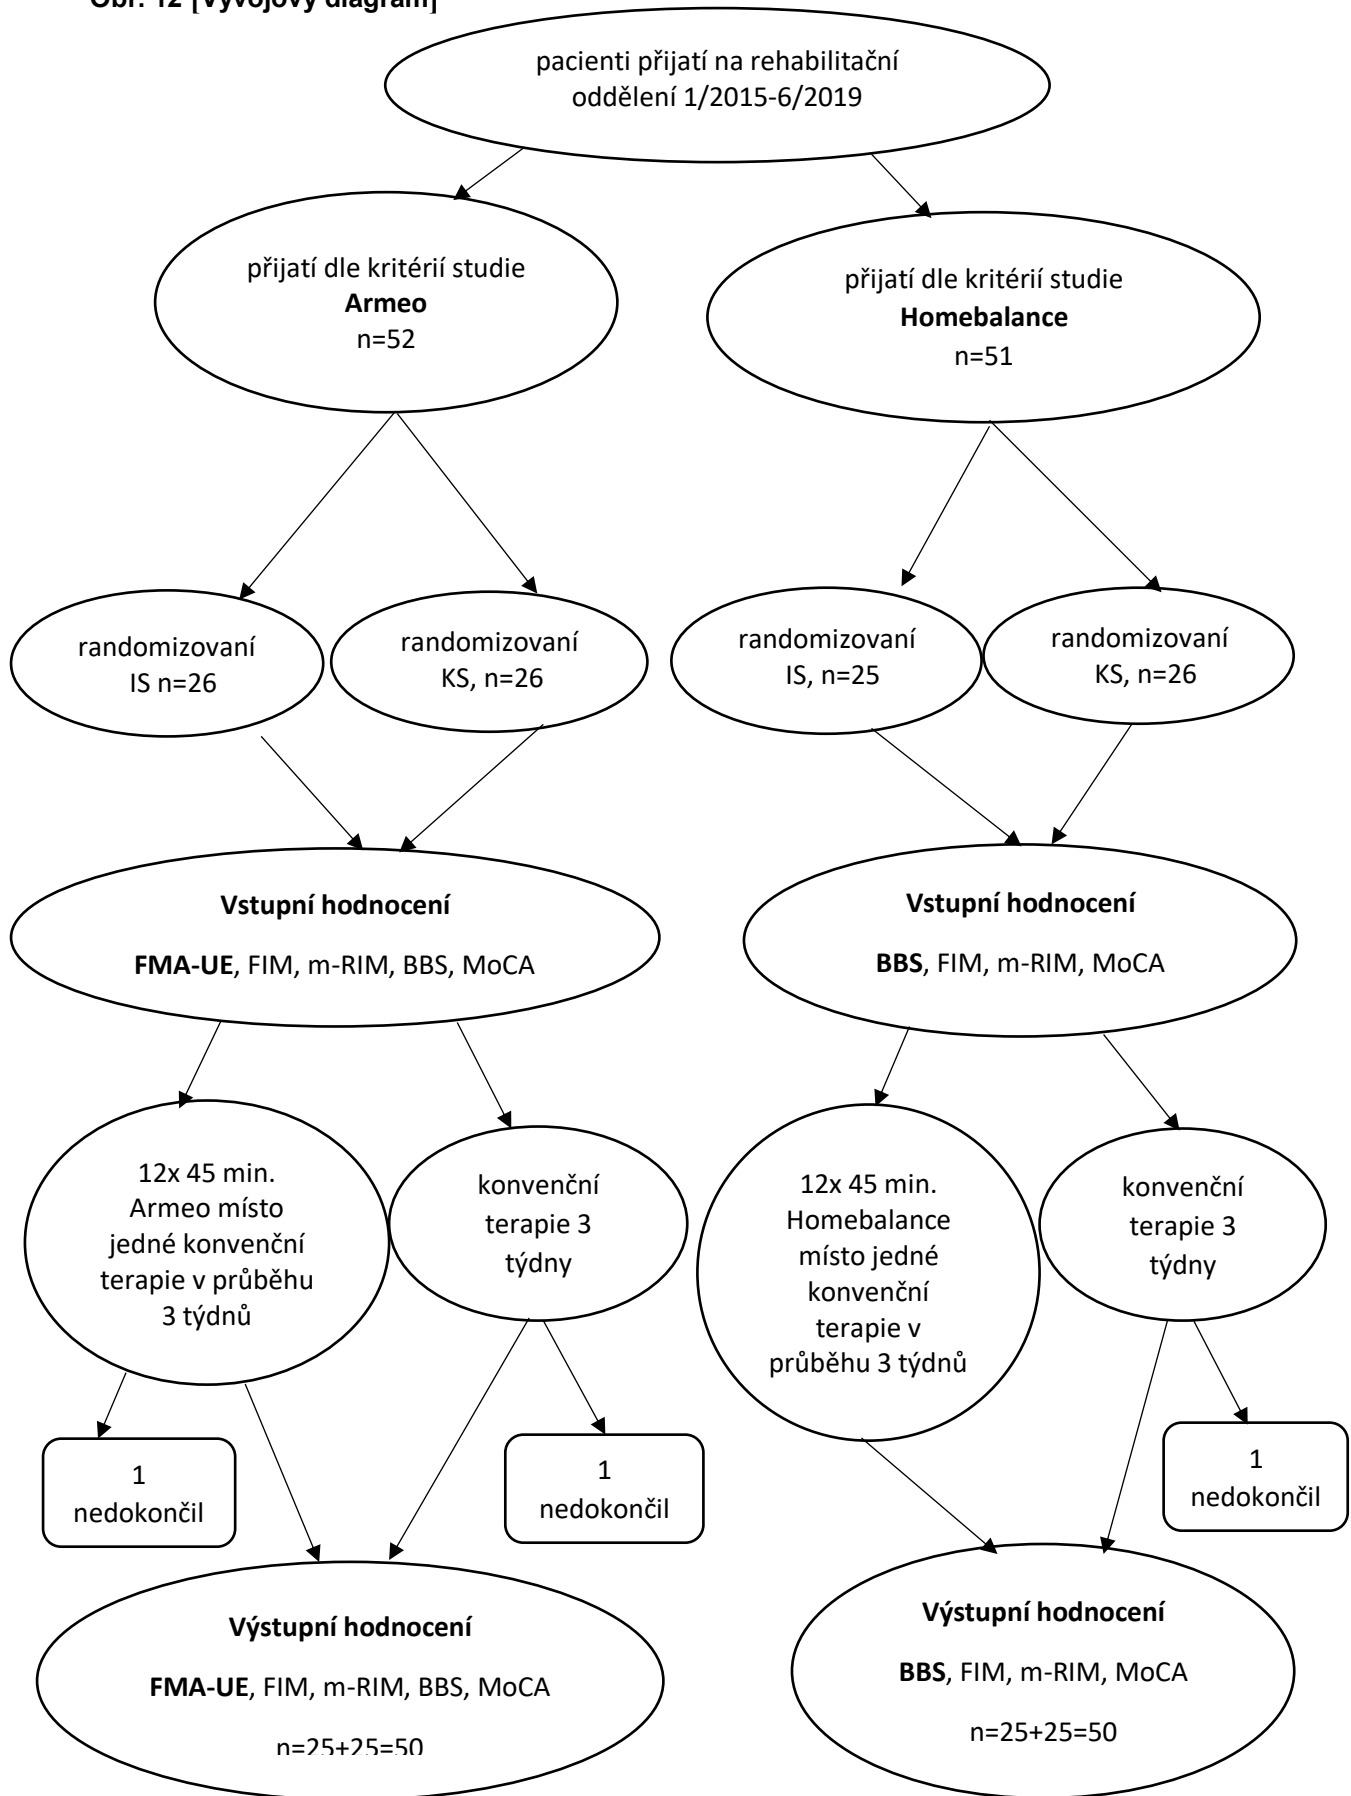 Obr. 12 [Vývojový diagram]
pacienti přijatí na rehabilitační
oddělení 1/2015-6/2019
přijatí dle kritérií studie
Armeo
n=52
přijatí dle kritérií studie
Homebalance
n=51
randomizovaní
IS n=26
randomizovaní
KS, n=26
randomizovaní
IS, n=25
randomizovaní
KS, n=26
Vstupní hodnocení
FMA-UE, FIM, m-RIM, BBS, MoCA
Vstupní hodnocení
BBS, FIM, m-RIM, MoCA
12x 45 min.
Armeo místo
jedné konvenční
terapie v průběhu
3 týdnů
konvenční
terapie 3
týdny
12x 45 min.
Homebalance
místo jedné
konvenční
terapie v
průběhu 3 týdnů
konvenční
terapie 3
týdny
1
nedokončil
1
nedokončil
1
nedokončil
Výstupní hodnocení
FMA-UE, FIM, m-RIM, BBS, MoCA
n=25+25=50
Výstupní hodnocení
BBS, FIM, m-RIM, MoCA
n=25+25=50